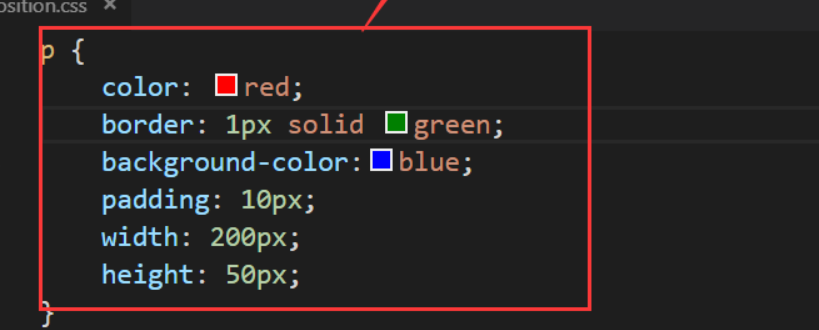 osition.css ×
p {
    color: red;
    border: 1px solid green;
    background-color:blue;
    padding: 10px;
    width: 200px;
    height: 50px;
}